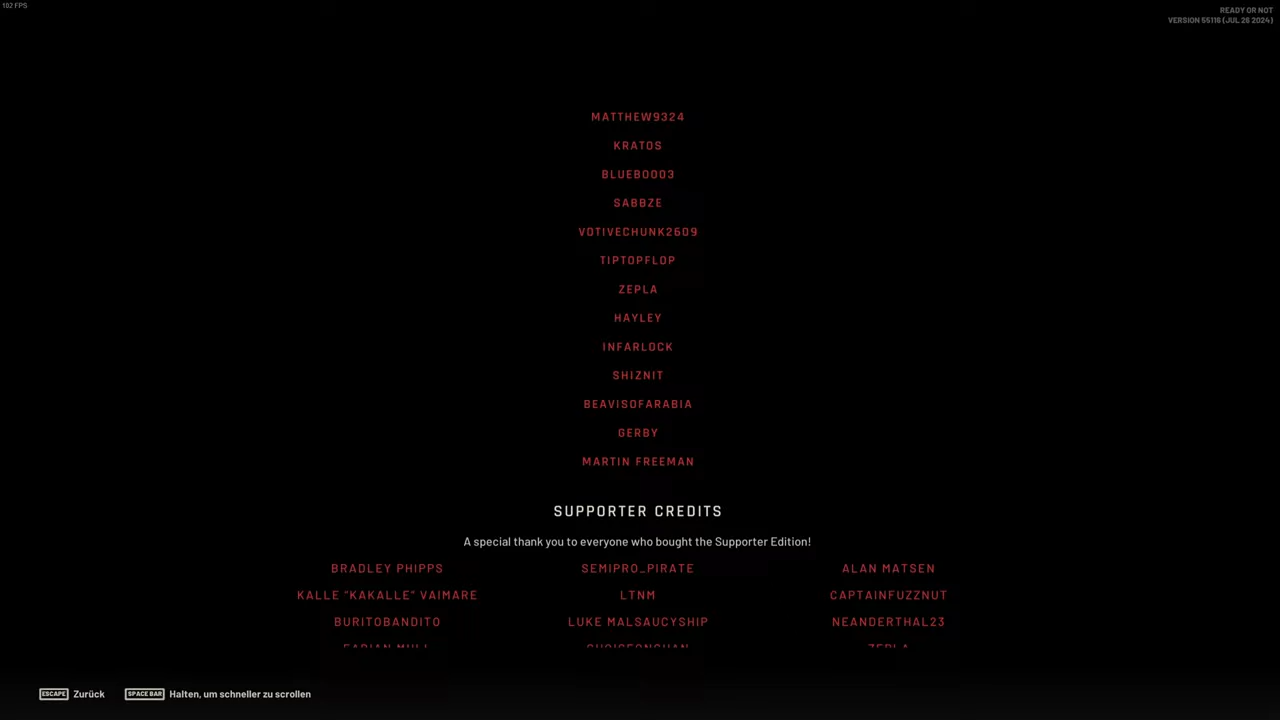 102 FPS
READY OR NOT
VERSION 55116 (JUL 26 2024)
MATTHEW9324
KRATOS
BLUEBOOO3
SABBZE
VOTIVECHUNK2609
TIPTOPFLOP
ZEPLA
HAYLEY
INFARLOCK
SHIZNIT
BEAVISOFARABIA
GERBY
MARTIN FREEMAN
SUPPORTER CREDITS
A special thank you to everyone who bought the Supporter Edition!
BRADLEY PHIPPS SEMIPRO_PIRATE ALAN MATSEN
KALLE "KAKALLE" VAIMARE LTNM CAPTAINFUZZNUT
BURITOBANDITO LUKE MALSAUCYSHIP NEANDERTHAL23
ZEPLA
ESCAPE Zurück SPACE BAR Halten, um schneller zu scrollen